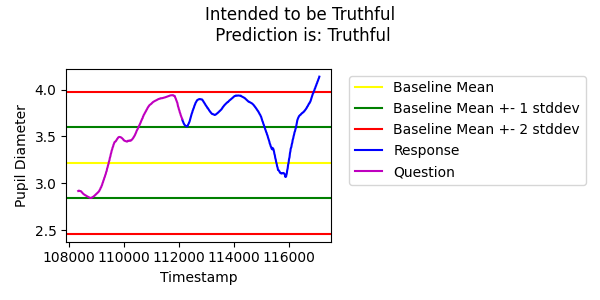 Intended to be Truthful
Prediction is: Truthful
Pupil Diameter
4.0
3.5
3.0
2.5
108000 110000 112000 114000 116000
Timestamp
Baseline Mean
Baseline Mean +- 1 stddev
Baseline Mean +- 2 stddev
Response
Question